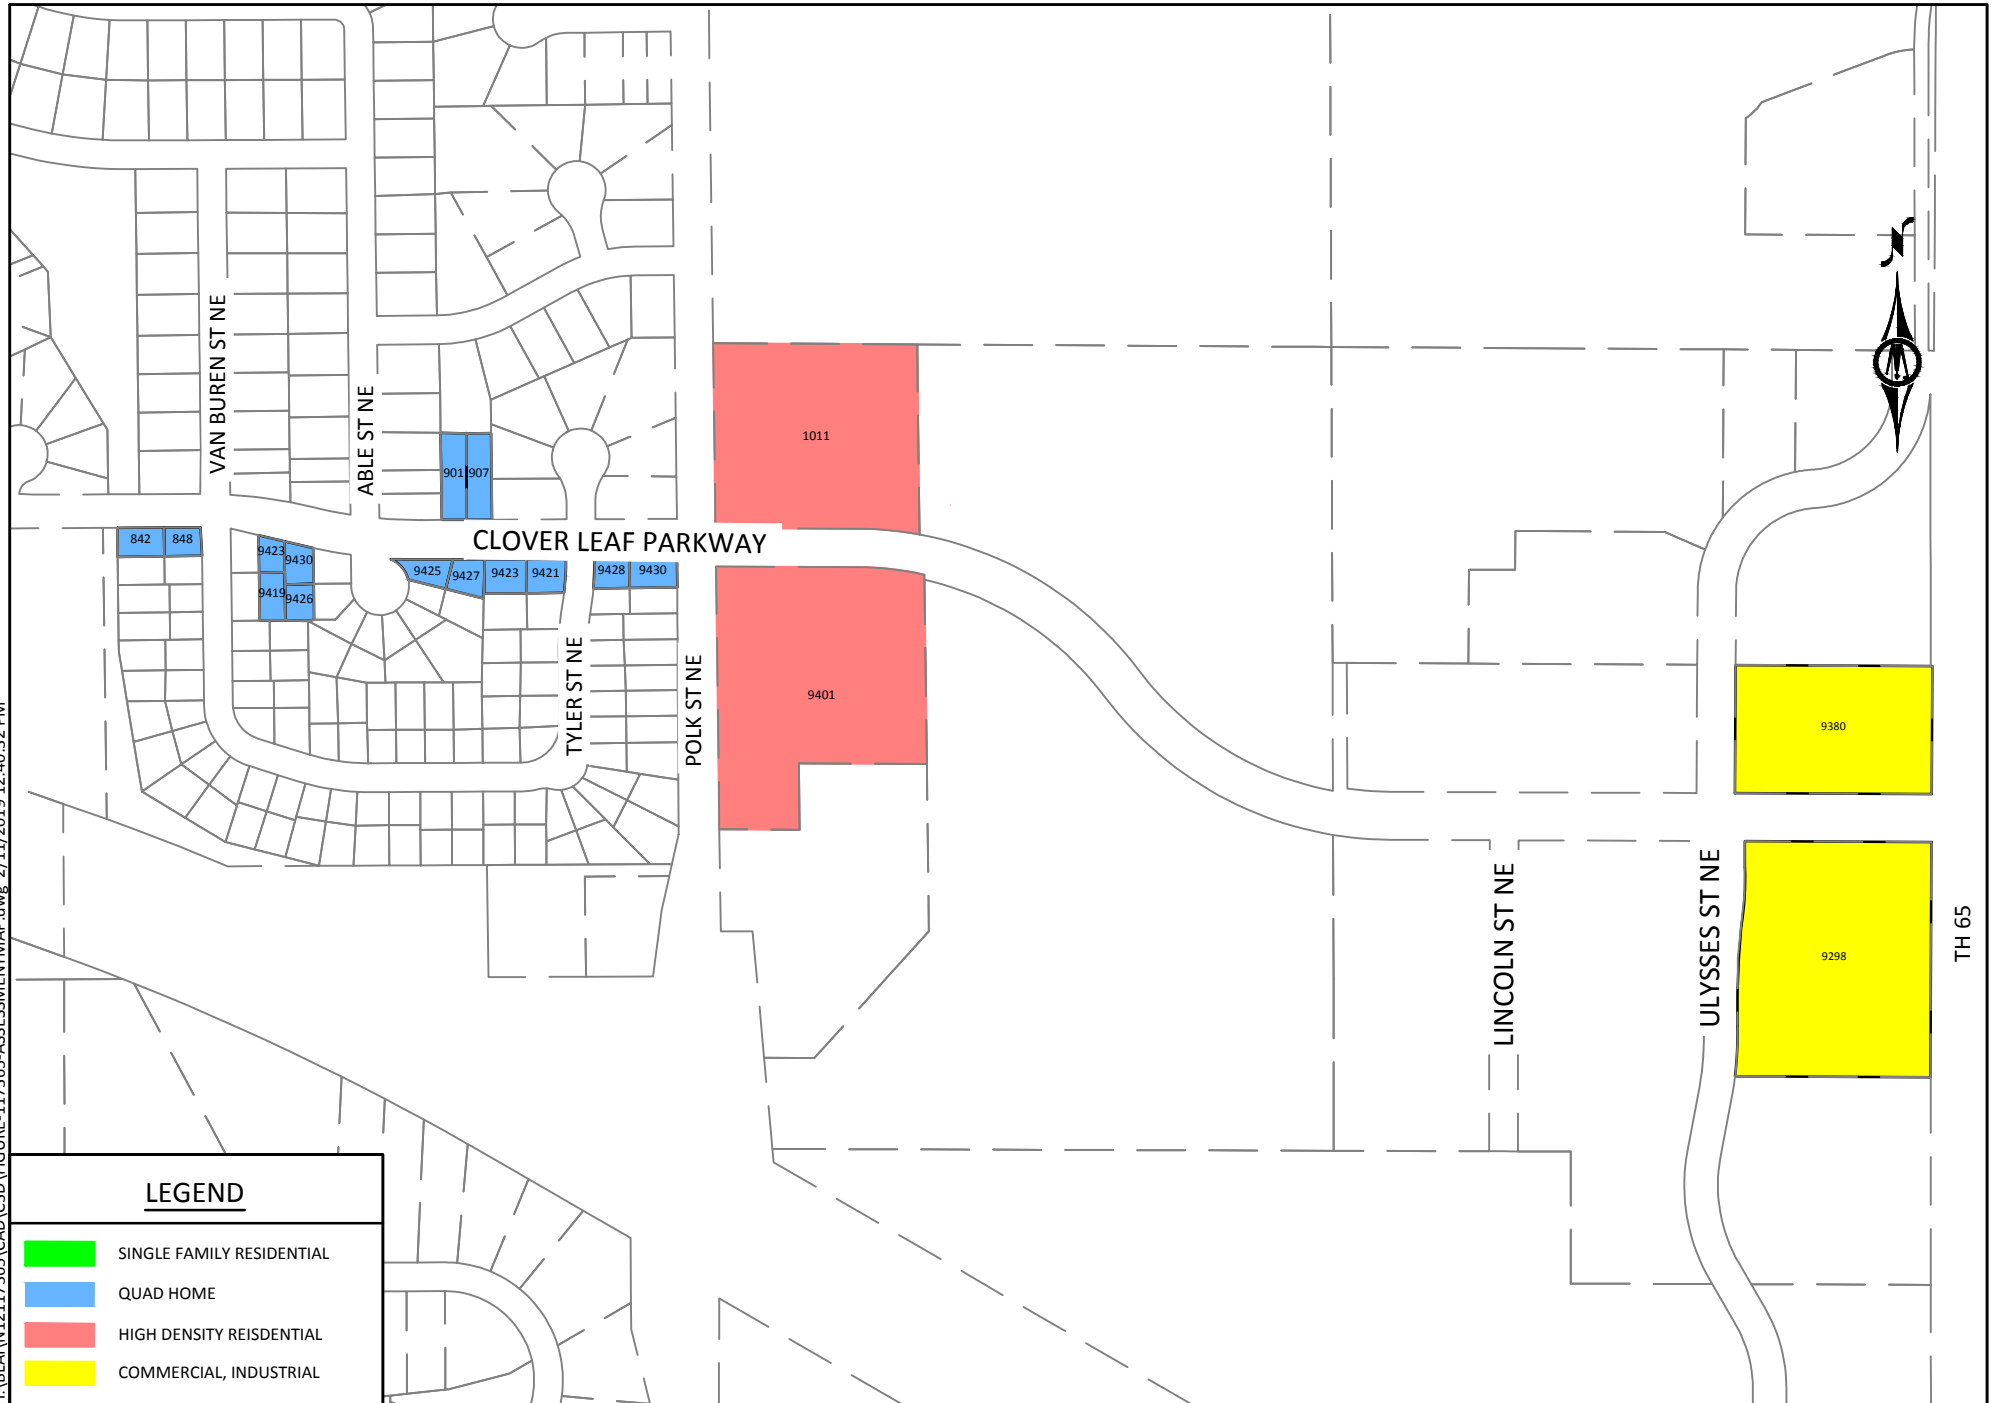 VAN BUREN ST NE
ABLE ST NE
901
907
1011
842
848
9423
9430
9419
9426
CLOVER LEAF PARKWAY
9425
9427
9423
9421
9428
9430
TYLER ST NE
POLK ST NE
9401
9380
LINCOLN ST NE
ULYSSES ST NE
9298
TH 65
LEGEND
SINGLE FAMILY RESIDENTIAL
QUAD HOME
HIGH DENSITY REISDENTIAL
COMMERCIAL, INDUSTRIAL